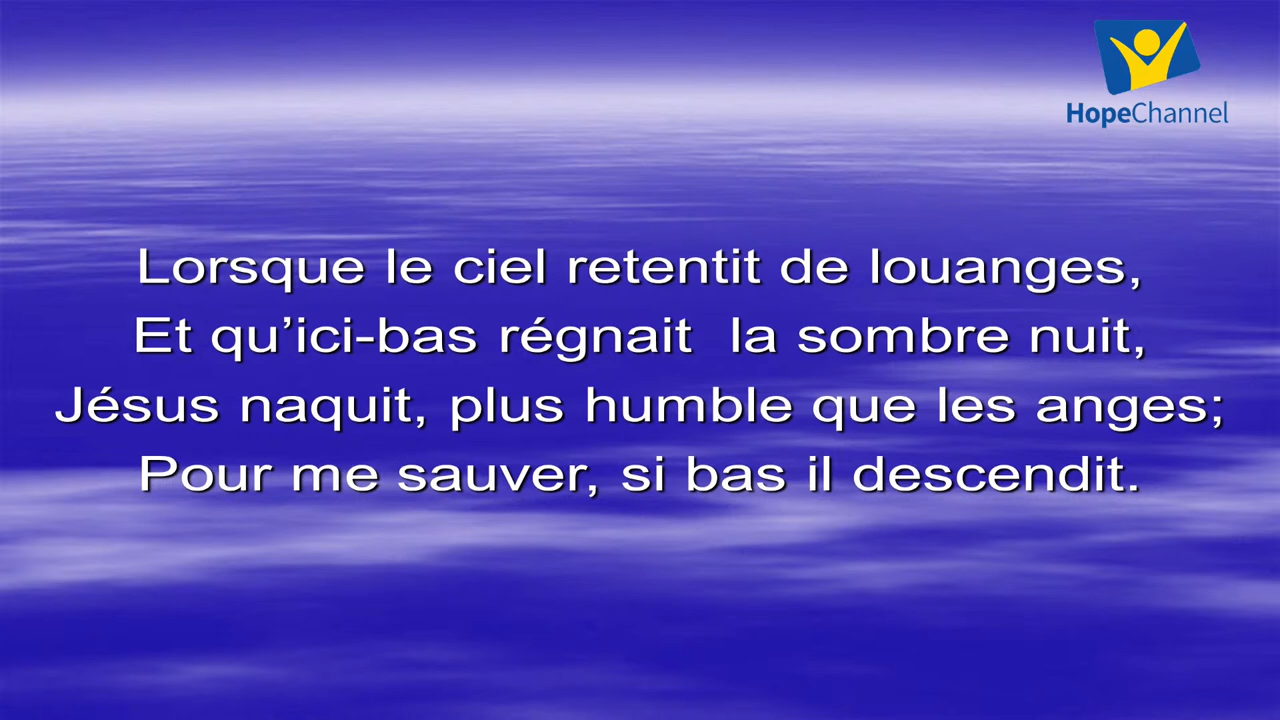 HopeChannel
Lorsque le ciel retentit de louanges,
Et qu’ici-bas régnait  la sombre nuit,
Jésus naquit, plus humble que les anges;
Pour me sauver, si bas il descendit.